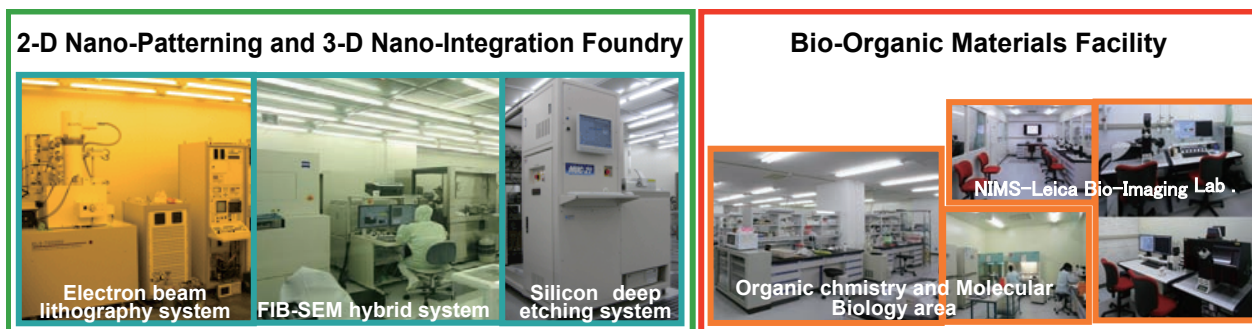 2-D Nano-Patterning and 3-D Nano-Integration Foundry
Electron beam
lithography system
FIB-SEM hybrid system
Silicon deep
etching system
Bio-Organic Materials Facility
NIMS-Leica Bio-Imaging Lab .
Organic chmistry and Molecular
Biology area